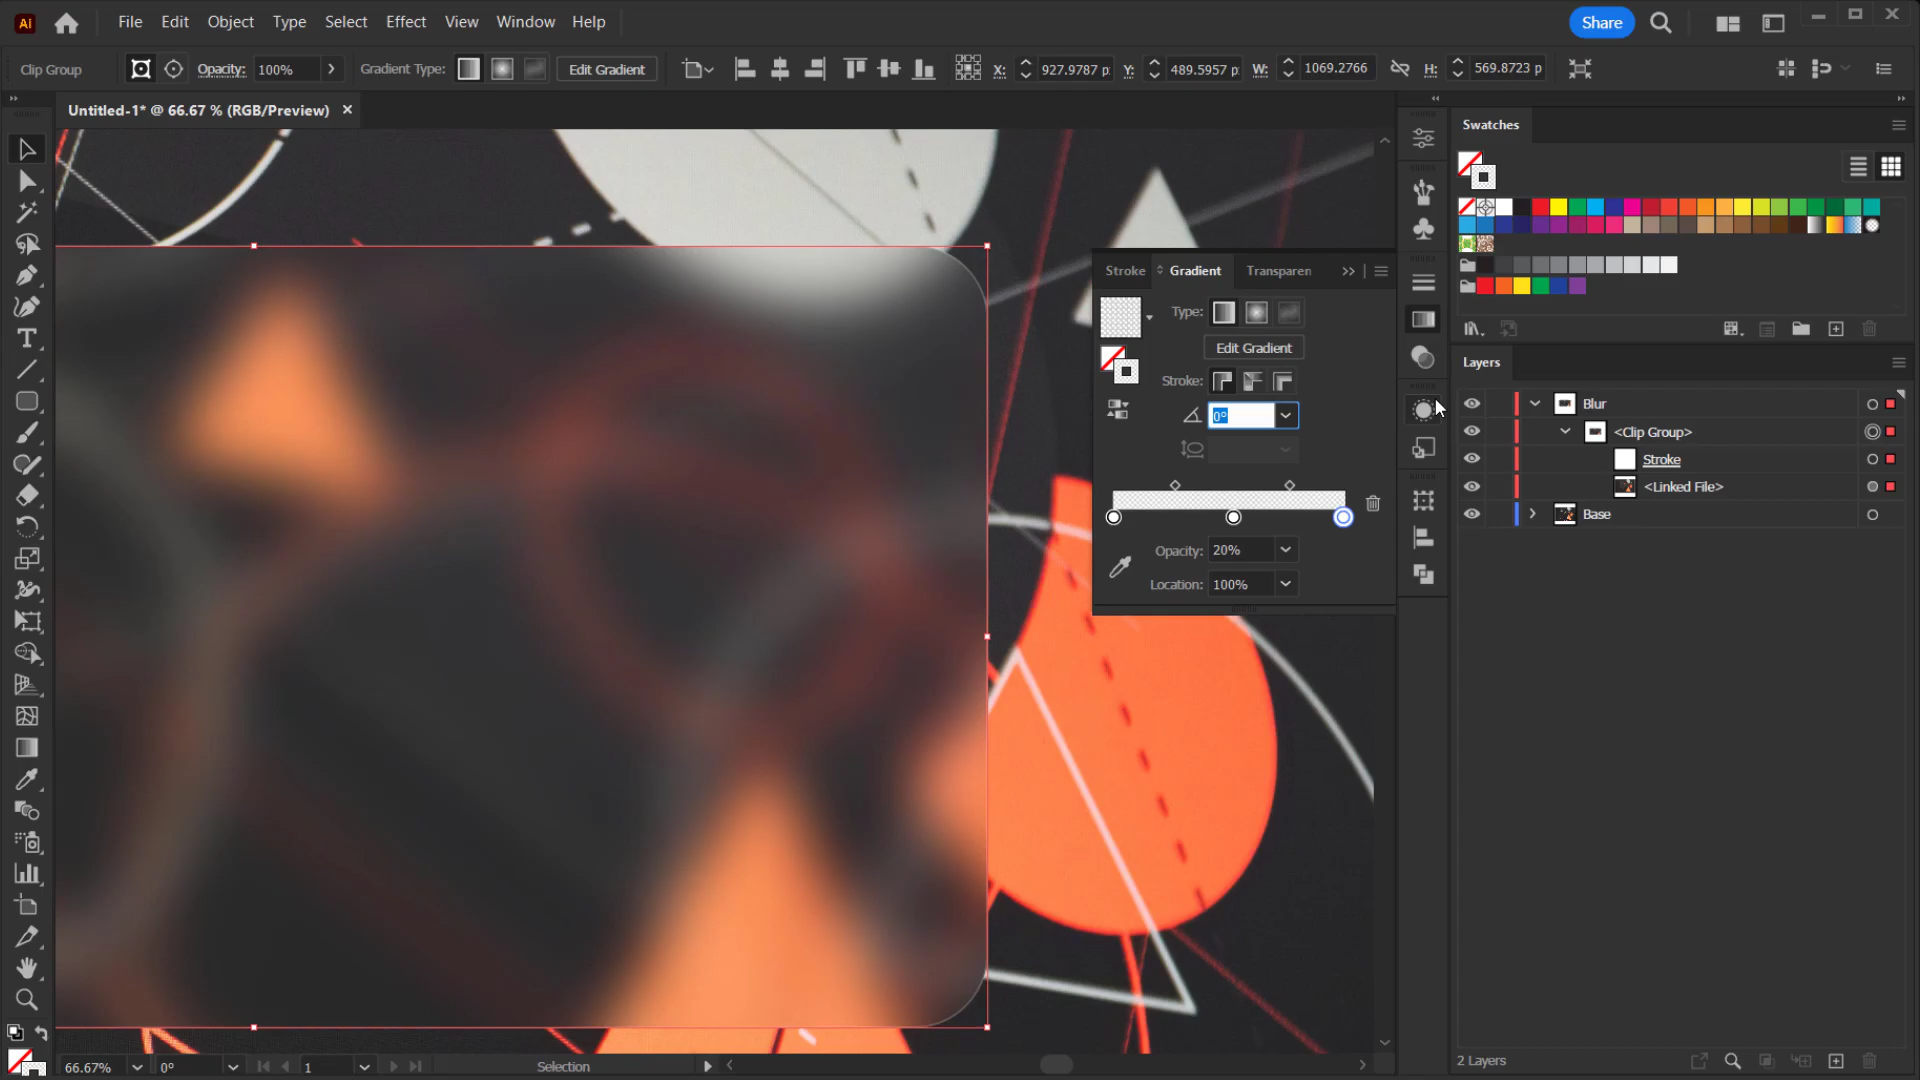 Ai File Edit Object Type Select Effect View Window Help Share
Clip Group Opacity: 100% Gradient Type: Edit Gradient X: 927.9787 p Y: 489.5957 p W: 1069.2766 H: 569.8723 p
Untitled-1* @ 66.67 % (RGB/Preview)
Swatches
Stroke Gradient Transparen
Type:
Edit Gradient
Stroke:
0°
Opacity: 20%
Location: 100%
Layers
Blur
<Clip Group>
Stroke
<Linked File>
Base
66.67% 0° 1 Selection
2 Layers